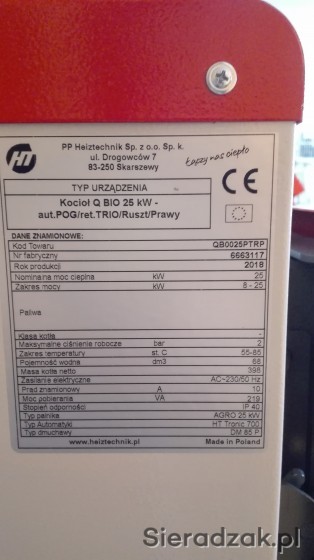 HT
PP Heiztechnik Sp. z o.o. Sp. k.
ul. Drogowców 7
83-250 Skarszewy
Łączy nas ciepło
CE
TYP URZĄDZENIA
Kocioł Q BIO 25 kW -
aut.POG/ret.TRIO/Ruszt/Prawy
DANE ZNAMIONOWE:
Kod Towaru QB0025PTRP
Nr fabryczny 6663117
Rok produkcji 2018
Nominalna moc cieplna kW 25
Zakres mocy kW 8 - 25
Paliwa
Klasa kotła -
Maksymalne ciśnienie robocze bar 2
Zakres temperatury st. C 55-85
Pojemność wodna dm3 68
Masa kotła netto 398
Zasilanie elektryczne AC~230/50 Hz
Prąd znamionowy A 10
Moc pobierania VA 219
Stopień odporności IP 40
Typ palnika AGRO 25 kW
Typ Automatyki HT Tronic 700
Typ dmuchawy DM 85 P
www.heiztechnik.pl Made in Poland
Sieradzak.pl